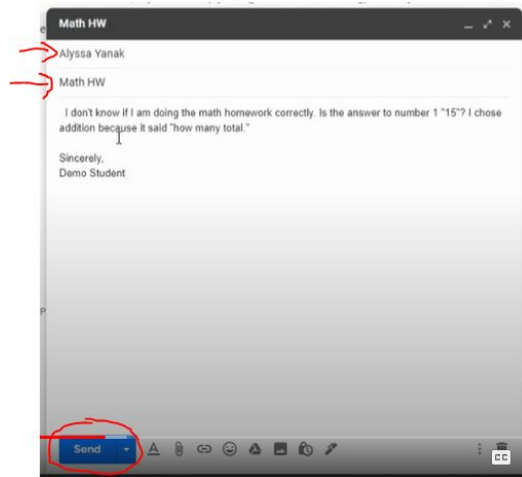 Math HW
Alyssa Yanak
Math HW
I don't know if I am doing the math homework correctly. Is the answer to number 1 "15"? I chose
addition because it said "how many total."
Sincerely,
Demo Student
Send
A
CC